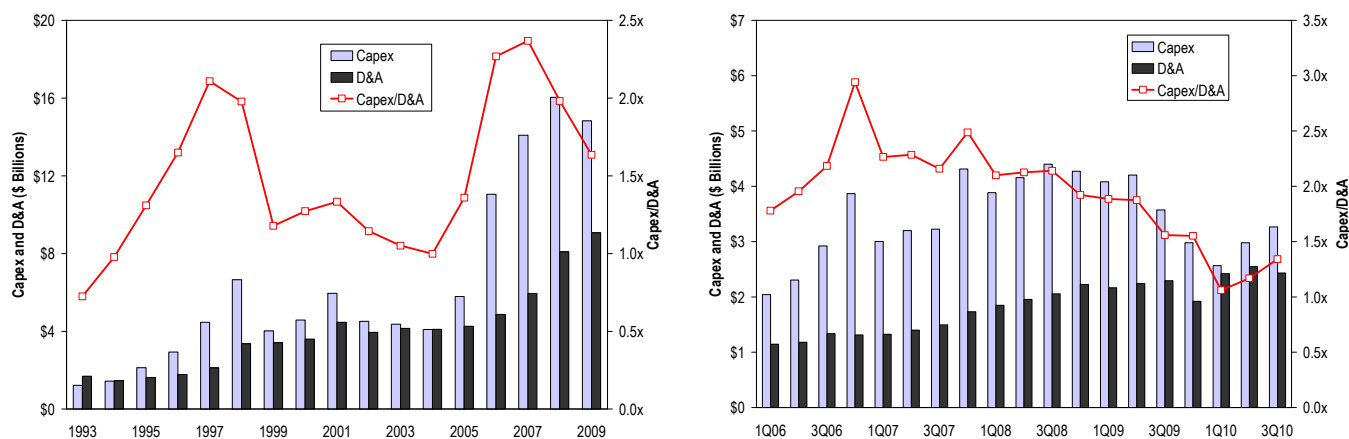 $20
$16
$12
$8
$4
$0
Capex and D&A ($ Billions)
Capex
D&A
Capex/D&A
2.5x
2.0x
1.5x
1.0x
0.5x
0.0x
Capex/D&A
1993 1995 1997 1999 2001 2003 2005 2007 2009
$7
$6
$5
$4
$3
$2
$1
$0
Capex and D&A ($ Billions)
Capex
D&A
Capex/D&A
3.5x
3.0x
2.5x
2.0x
1.5x
1.0x
0.5x
0.0x
Capex/D&A
1Q06 3Q06 1Q07 3Q07 1Q08 3Q08 1Q09 3Q09 1Q10 3Q10